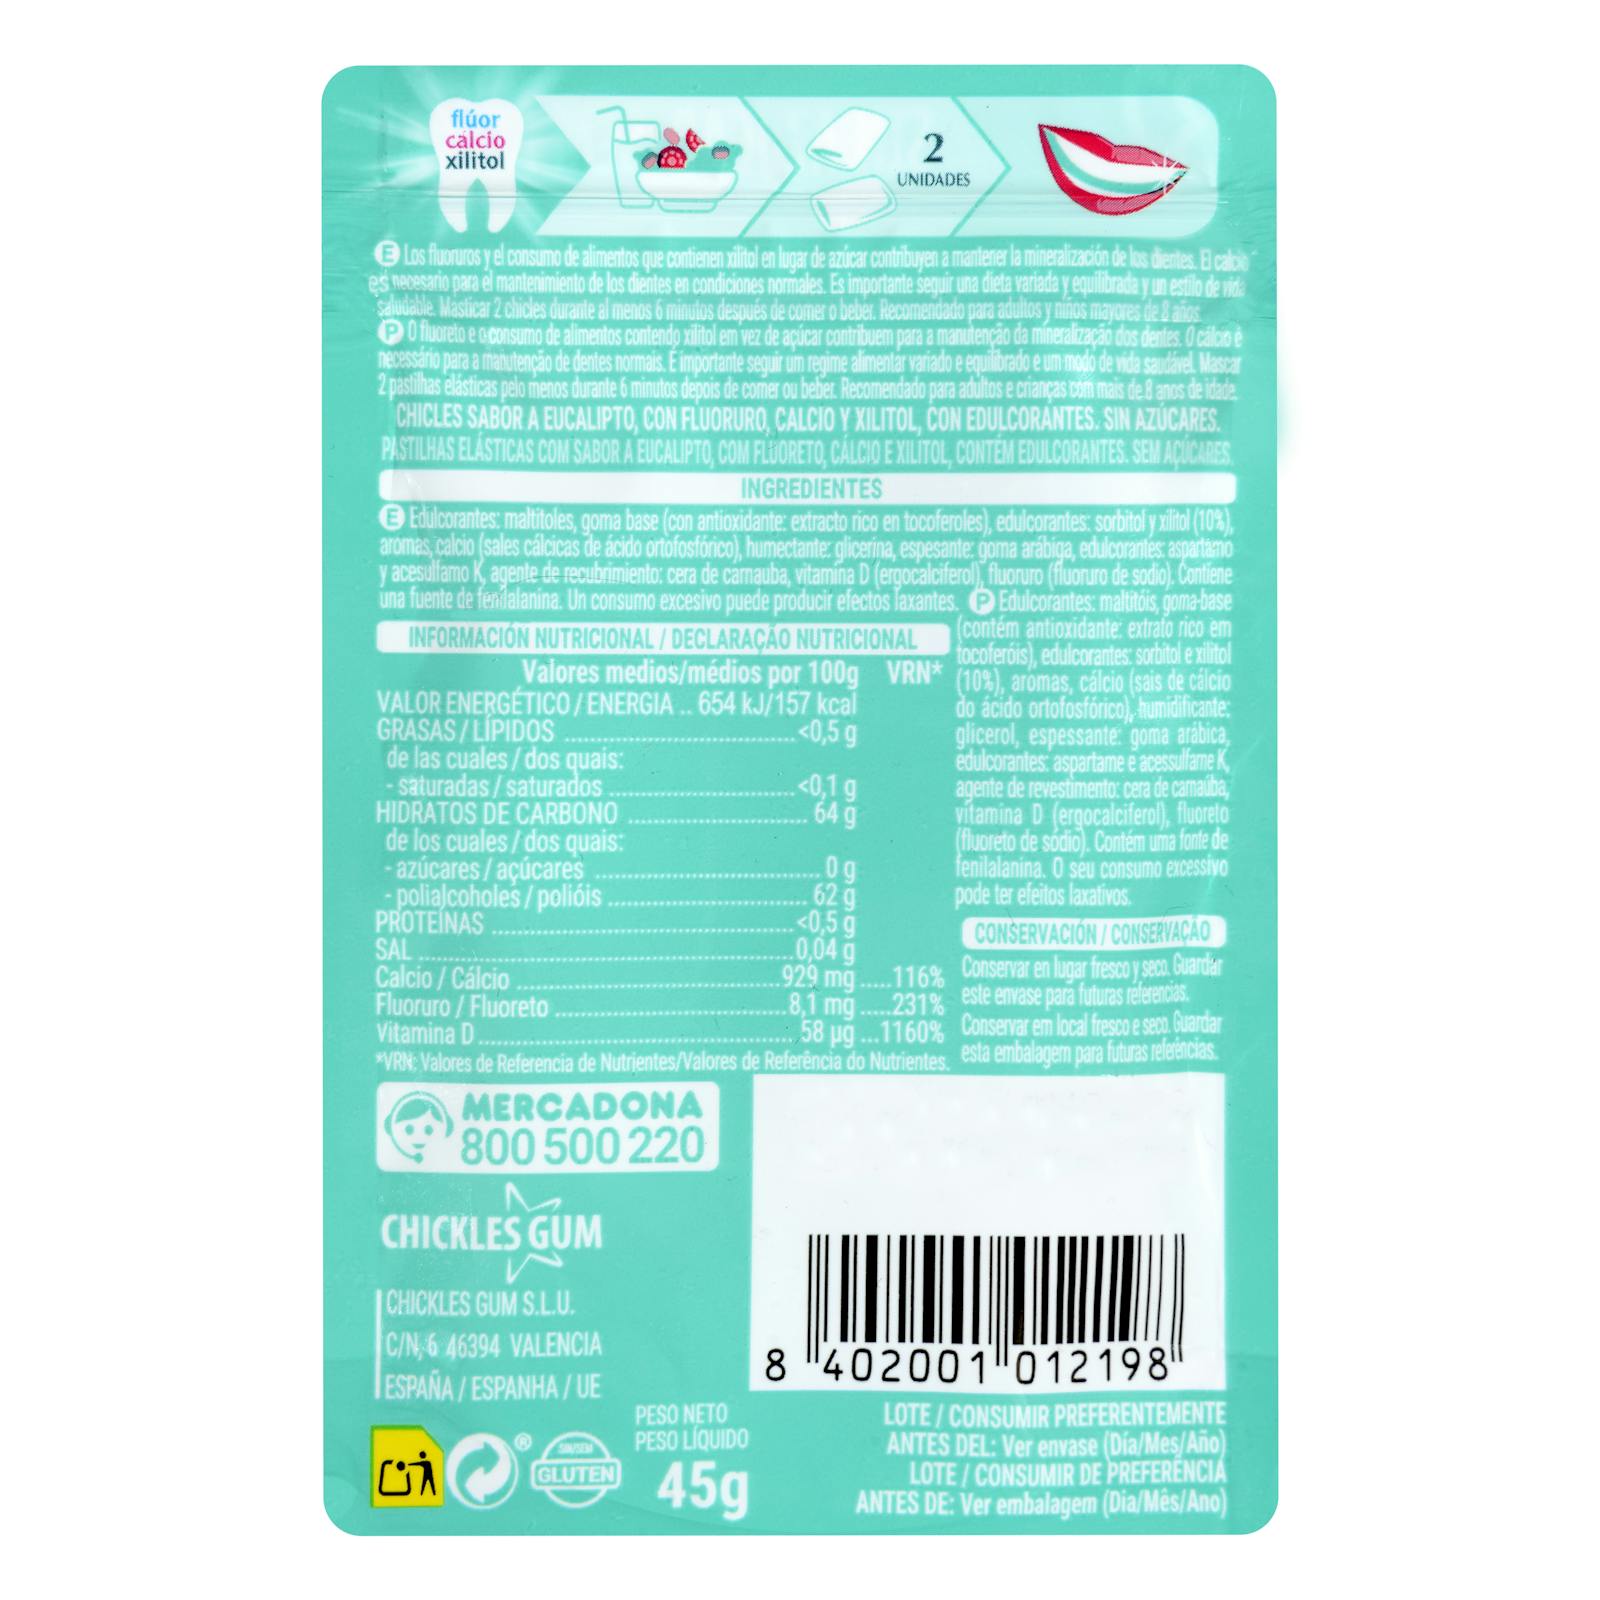 flúor
cálcio
xilitol
2
UNIDADES
E Los fluoruros y el consumo de alimentos que contienen xilitol en lugar de azúcar contribuyen a mantener la mineralización de los dientes. El calcio
es necesario para el mantenimiento de los dientes en condiciones normales. Es importante seguir una dieta variada y equilibrada y un estilo de vida
saludable. Masticar 2 chicles durante al menos 6 minutos después de comer o beber. Recomendado para adultos y niños mayores de 8 años.
P O fluoreto e o consumo de alimentos contendo xilitol em vez de açúcar contribuem para a manutenção da mineralização dos dentes. O cálcio é
necessário para a manutenção de dentes normais. É importante seguir um regime alimentar variado e equilibrado e um modo de vida saudável. Mascar
2 pastilhas elásticas pelo menos durante 6 minutos depois de comer ou beber. Recomendado para adultos e crianças com mais de 8 anos de idade.
CHICLES SABOR A EUCALIPTO, CON FLUORURO, CALCIO Y XILITOL, CON EDULCORANTES. SIN AZÚCARES.
PASTILHAS ELÁSTICAS COM SABOR A EUCALIPTO, COM FLUORETO, CÁLCIO E XILITOL, CONTÉM EDULCORANTES. SEM AÇÚCARES.
INGREDIENTES
E Edulcorantes: maltitoles, goma base (con antioxidante: extracto rico en tocoferoles), edulcorantes: sorbitol y xilitol (10%),
aromas, calcio (sales cálcicas de ácido ortofosfórico), humectante: glicerina, espesante: goma arábiga, edulcorantes: aspartamo
y acesulfamo K, agente de recubrimiento: cera de carnauba, vitamina D (ergocalciferol), fluoruro (fluoruro de sodio). Contiene
una fuente de fenilalanina. Un consumo excesivo puede producir efectos laxantes. P Edulcorantes: maltitóis, goma-base
(contém antioxidante: extrato rico em
tocoferóis), edulcorantes: sorbitol e xilitol
(10%), aromas, cálcio (sais de cálcio
do ácido ortofosfórico), humidificante:
glicerol, espessante: goma arábica,
edulcorantes: aspartame e acessulfame K,
agente de revestimento: cera de carnaúba,
vitamina D (ergocalciferol), fluoreto
(fluoreto de sódio). Contém uma fonte de
fenilalanina. O seu consumo excessivo
pode ter efeitos laxativos.
INFORMACIÓN NUTRICIONAL / DECLARAÇÃO NUTRICIONAL
Valores medios/médios por 100g VRN*
VALOR ENERGÉTICO / ENERGIA .. 654 kJ/157 kcal
GRASAS / LÍPIDOS <0,5 g
de las cuales / dos quais:
- saturadas / saturados <0,1 g
HIDRATOS DE CARBONO 64 g
de los cuales / dos quais:
- azúcares / açúcares 0 g
- polialcoholes / polióis 62 g
PROTEÍNAS <0,5 g
SAL 0,04 g
Calcio / Cálcio 929 mg 116%
Fluoruro / Fluoreto 8,1 mg 231%
Vitamina D 58 µg 1160%
*VRN: Valores de Referencia de Nutrientes/Valores de Referência do Nutrientes.
CONSERVACIÓN / CONSERVAÇÃO
Conservar en lugar fresco y seco. Guardar
este envase para futuras referencias.
Conservar em local fresco e seco. Guardar
esta embalagem para futuras referências.
MERCADONA
800 500 220
CHICKLES GUM
CHICKLES GUM S.L.U.
C/N, 6 46394 VALENCIA
ESPAÑA / ESPANHA / UE
8 402001 012198
®
SIN/SEM
GLUTEN
PESO NETO
PESO LÍQUIDO
45g
LOTE / CONSUMIR PREFERENTEMENTE
ANTES DEL: Ver envase (Día/Mes/Año)
LOTE / CONSUMIR DE PREFERÊNCIA
ANTES DE: Ver embalagem (Dia/Mês/Ano)